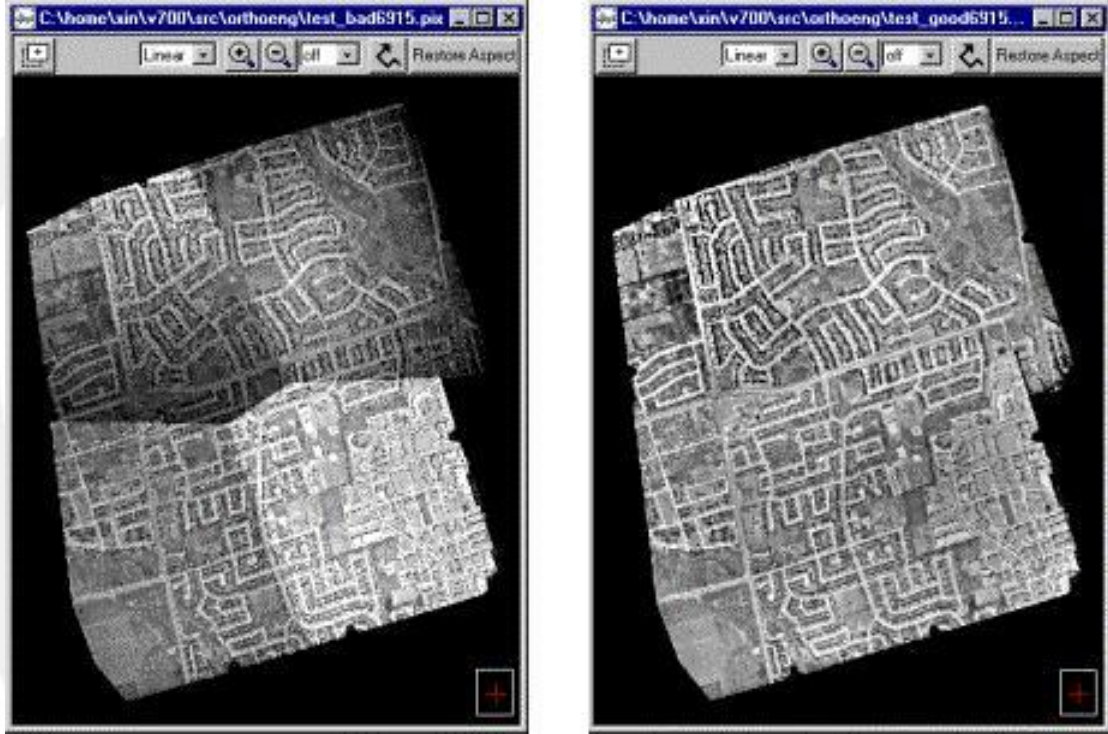 C:\home\xin\v700\src\orthoeng\test_bad6915.pix
Linear
off
Restore Aspect
C:\home\xin\v700\src\orthoeng\test_good6915...
Linear
off
Restore Aspect